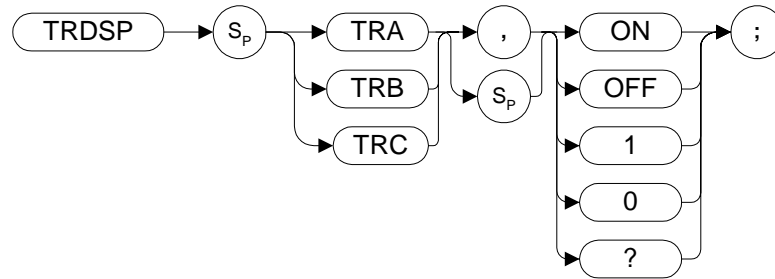 TRDSP SP TRA , ON ;
TRB SP OFF
TRC 1
0
?